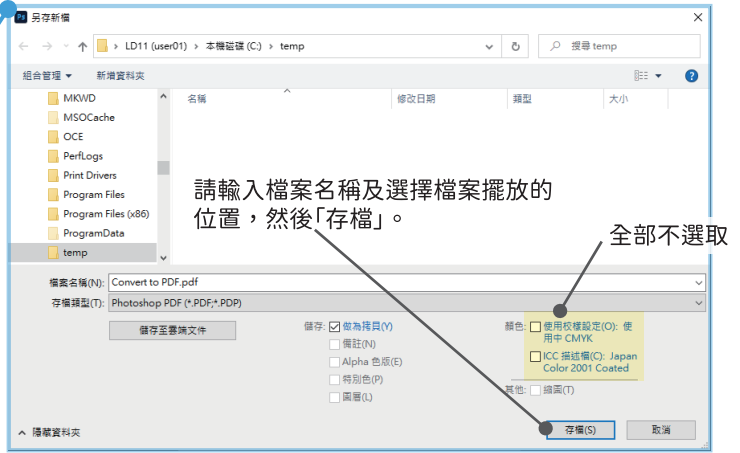 Ps 另存新檔
LD11 (user01) › 本機磁碟 (C:) › temp
搜尋 temp
組合管理 新增資料夾
名稱 修改日期 類型 大小
MKWD
MSOCache
OCE
PerfLogs
Print Drivers
Program Files
Program Files (x86)
ProgramData
temp
請輸入檔案名稱及選擇檔案擺放的
位置，然後「存檔」。
全部不選取
檔案名稱(N): Convert to PDF.pdf
存檔類型(T): Photoshop PDF (*.PDF;*.PDP)
儲存至雲端文件
儲存: 做為拷貝(Y)
備註(N)
Alpha 色版(E)
特別色(P)
圖層(L)
顏色: 使用校樣設定(O): 使
用中 CMYK
ICC 描述檔(C): Japan
Color 2001 Coated
其他: 縮圖(T)
隱藏資料夾
存檔(S) 取消